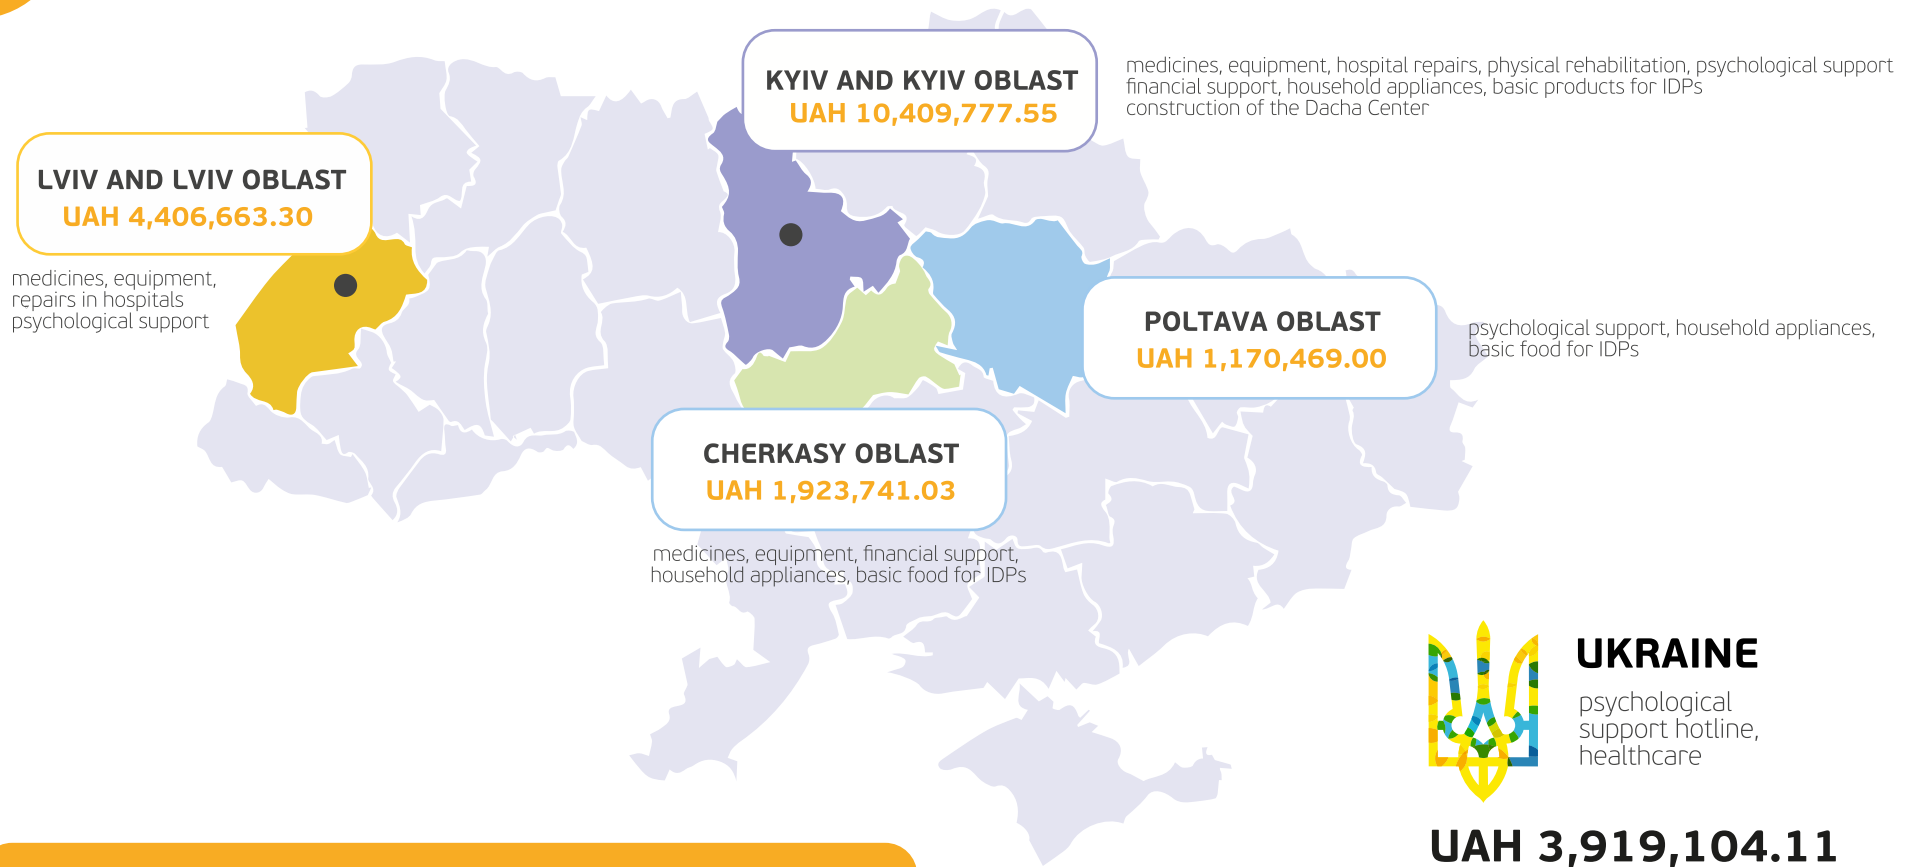 KYIV AND KYIV OBLAST
UAH 10,409,777.55
medicines, equipment, hospital repairs, physical rehabilitation, psychological support
financial support, household appliances, basic products for IDPs
construction of the Dacha Center
LVIV AND LVIV OBLAST
UAH 4,406,663.30
medicines, equipment,
repairs in hospitals
psychological support
POLTAVA OBLAST
UAH 1,170,469.00
psychological support, household appliances,
basic food for IDPs
CHERKASY OBLAST
UAH 1,923,741.03
medicines, equipment, financial support,
household appliances, basic food for IDPs
UKRAINE
psychological
support hotline,
healthcare
UAH 3,919,104.11